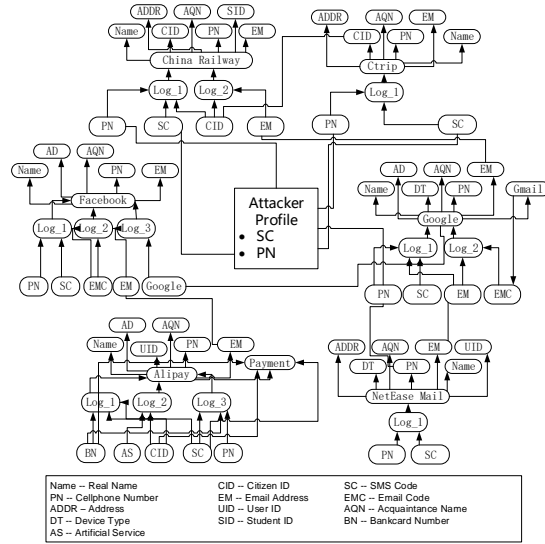 ADDR AQN SID
Name CID PN EM
China Railway
Log_1 Log_2
PN SC CID EM
ADDR AQN EM
CID PN Name
Ctrip
Log_1
PN SC
AD AQN
Name PN EM
Facebook
Log_1 Log_2 Log_3
PN SC EMC EM Google
Attacker
Profile
• SC
• PN
EM
AD AQN
Name DT PN Gmail
Google
Log_1 Log_2
PN SC EM EMC
AD AQN
Name UID PN EM Payment
Alipay
Log_1 Log_2 Log_3
BN AS CID SC PN
ADDR AQN EM UID
DT PN Name
NetEase Mail
Log_1
PN SC
Name -- Real Name CID -- Citizen ID SC -- SMS Code
PN -- Cellphone Number EM -- Email Address EMC -- Email Code
ADDR -- Address UID -- User ID AQN -- Acquaintance Name
DT -- Device Type SID -- Student ID BN -- Bankcard Number
AS -- Artificial Service